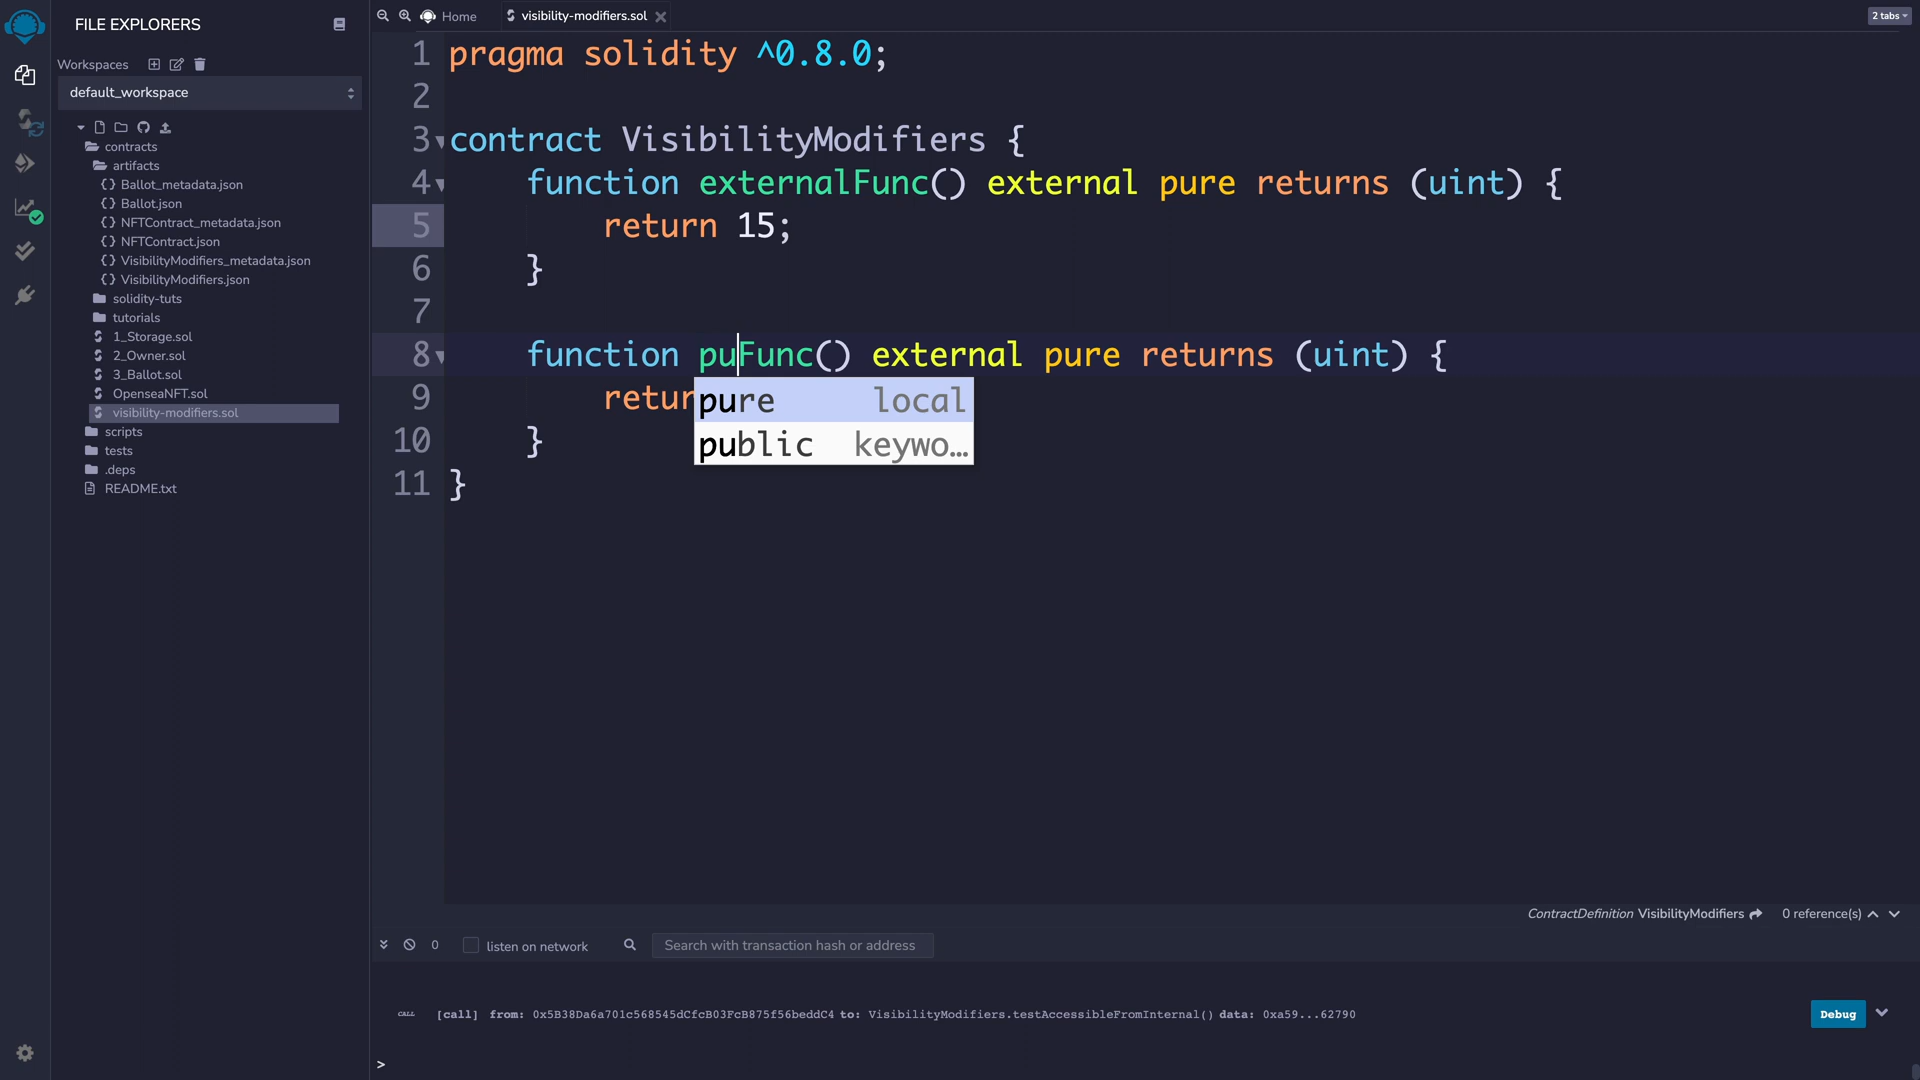 FILE EXPLORERS
Workspaces
default_workspace
contracts
artifacts
Ballot_metadata.json
Ballot.json
NFTContract_metadata.json
NFTContract.json
VisibilityModifiers_metadata.json
VisibilityModifiers.json
solidity-tuts
tutorials
1_Storage.sol
2_Owner.sol
3_Ballot.sol
OpenseaNFT.sol
visibility-modifiers.sol
scripts
tests
.deps
README.txt
Home
visibility-modifiers.sol
2 tabs
1 pragma solidity ^0.8.0;
2
3 contract VisibilityModifiers {
4 function externalFunc() external pure returns (uint) {
5 return 15;
6 }
7
8 function puFunc() external pure returns (uint) {
9 retur
pure local
public keywo…
10 }
11 }
ContractDefinition VisibilityModifiers 0 reference(s)
0 listen on network Search with transaction hash or address
CALL [call] from: 0x5B38Da6a701c568545dCfcB03FcB875f56beddC4 to: VisibilityModifiers.testAccessibleFromInternal() data: 0xa59...62790 Debug
>